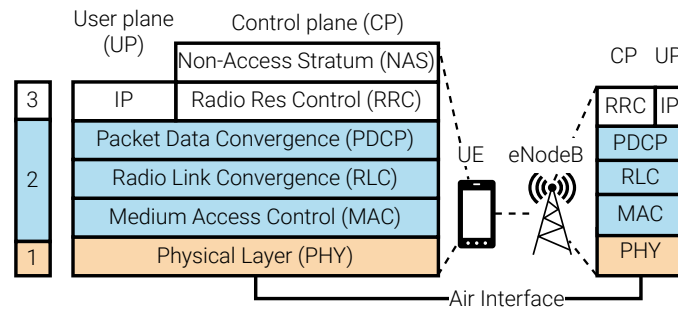 User plane
(UP)
Control plane (CP)
Non-Access Stratum (NAS)
3
IP
Radio Res Control (RRC)
2
Packet Data Convergence (PDCP)
Radio Link Convergence (RLC)
Medium Access Control (MAC)
1
Physical Layer (PHY)
UE
eNodeB
CP
UP
RRC
IP
PDCP
RLC
MAC
PHY
Air Interface